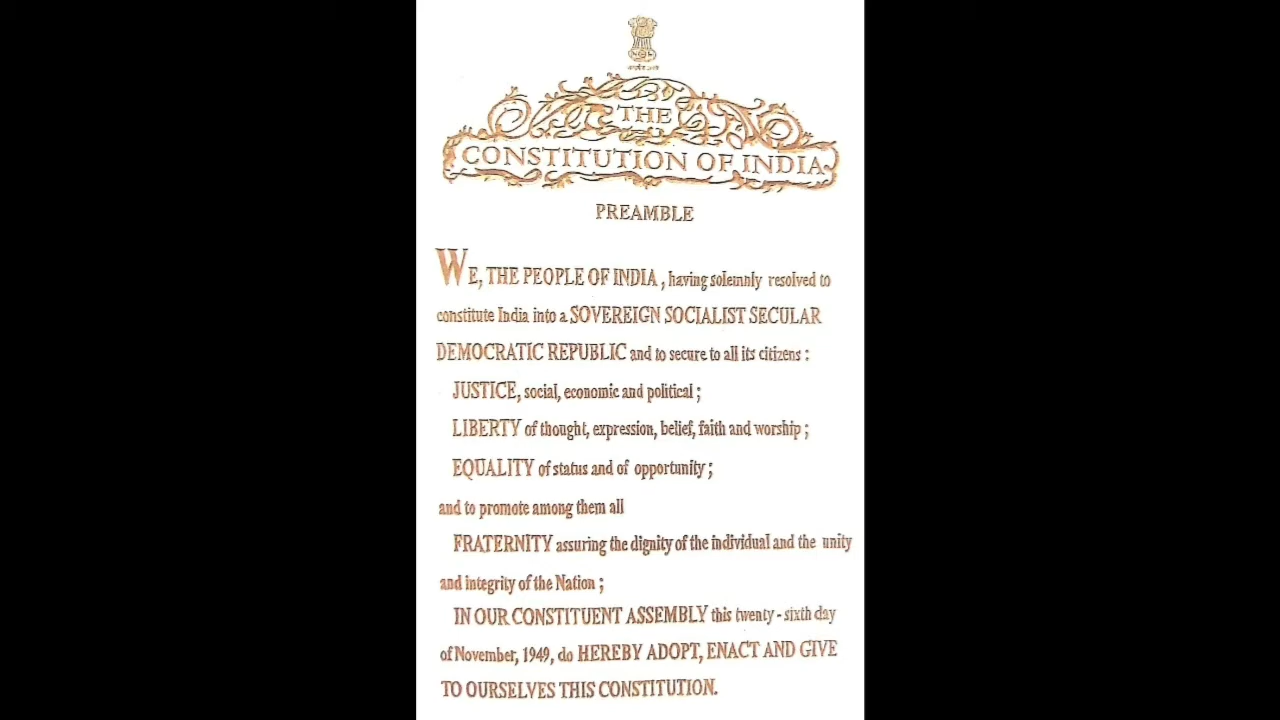 THE
CONSTITUTION OF INDIA
PREAMBLE
WE, THE PEOPLE OF INDIA , having solemnly resolved to
constitute India into a SOVEREIGN SOCIALIST SECULAR
DEMOCRATIC REPUBLIC and to secure to all its citizens :
JUSTICE, social, economic and political ;
LIBERTY of thought, expression, belief, faith and worship ;
EQUALITY of status and of opportunity ;
and to promote among them all
FRATERNITY assuring the dignity of the individual and the unity
and integrity of the Nation ;
IN OUR CONSTITUENT ASSEMBLY this twenty - sixth day
of November, 1949, do HEREBY ADOPT, ENACT AND GIVE
TO OURSELVES THIS CONSTITUTION.